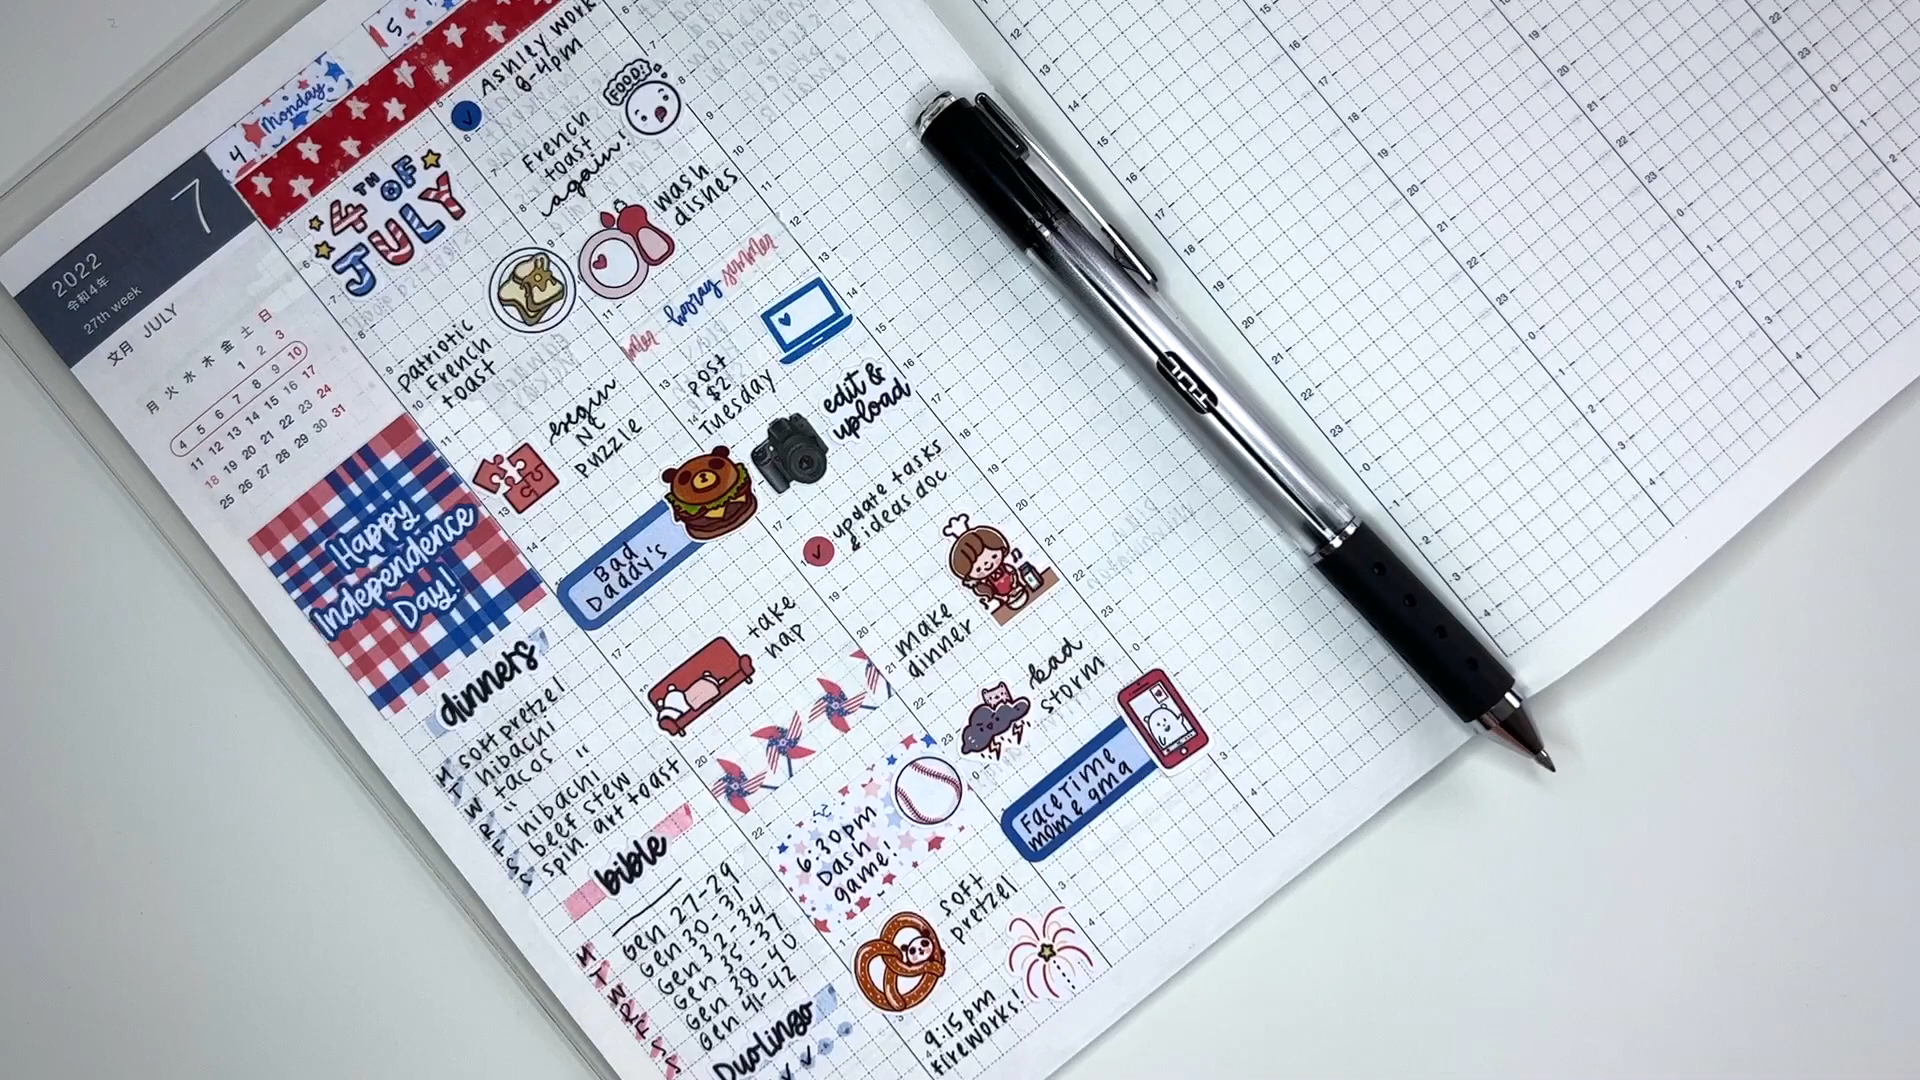 5
4 Monday
7
2022
令和4年
27th week
文月 JULY
月 火 水 木 金 土 日
1 2 3
4 5 6 7 8 9 10
11 12 13 14 15 16 17
18 19 20 21 22 23 24
25 26 27 28 29 30 31
Happy
Independence
Day!
dinners
M soft pretzel
T hibachi
W tacos "
R " hibachi
F beef stew
S spin. art toast
S
bible
M Gen 27-29
T Gen 30-31
W Gen 32-34
R Gen 35-37
F Gen 38-40
S Gen 41-42
S
Duolingo
4TH OF
JULY
patriotic
French
toast
begin
NC
puzzle
Bad
Daddy's
take
nap
6:30pm
Dash
game!
soft
pretzel
9:15pm
fireworks!
Ashley work
8-4pm
FOOD!
French
toast
again!
wash
dishes
mer hooray summer
post
$2
Tuesday
edit &
upload
update tasks
& ideas doc
make
dinner
bad
storm
FaceTime
mom & gma